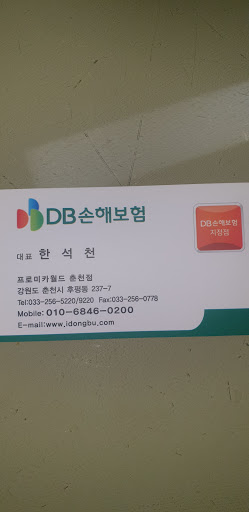 DB손해보험
DB손해보험
지정점
대표 한 석 천
프로미카월드 춘천점
강원도 춘천시 후평동 237-7
Tel:033-256-5220/9220 Fax:033-256-0778
Mobile: 010-6846-0200
E-mail:www.idongbu.com